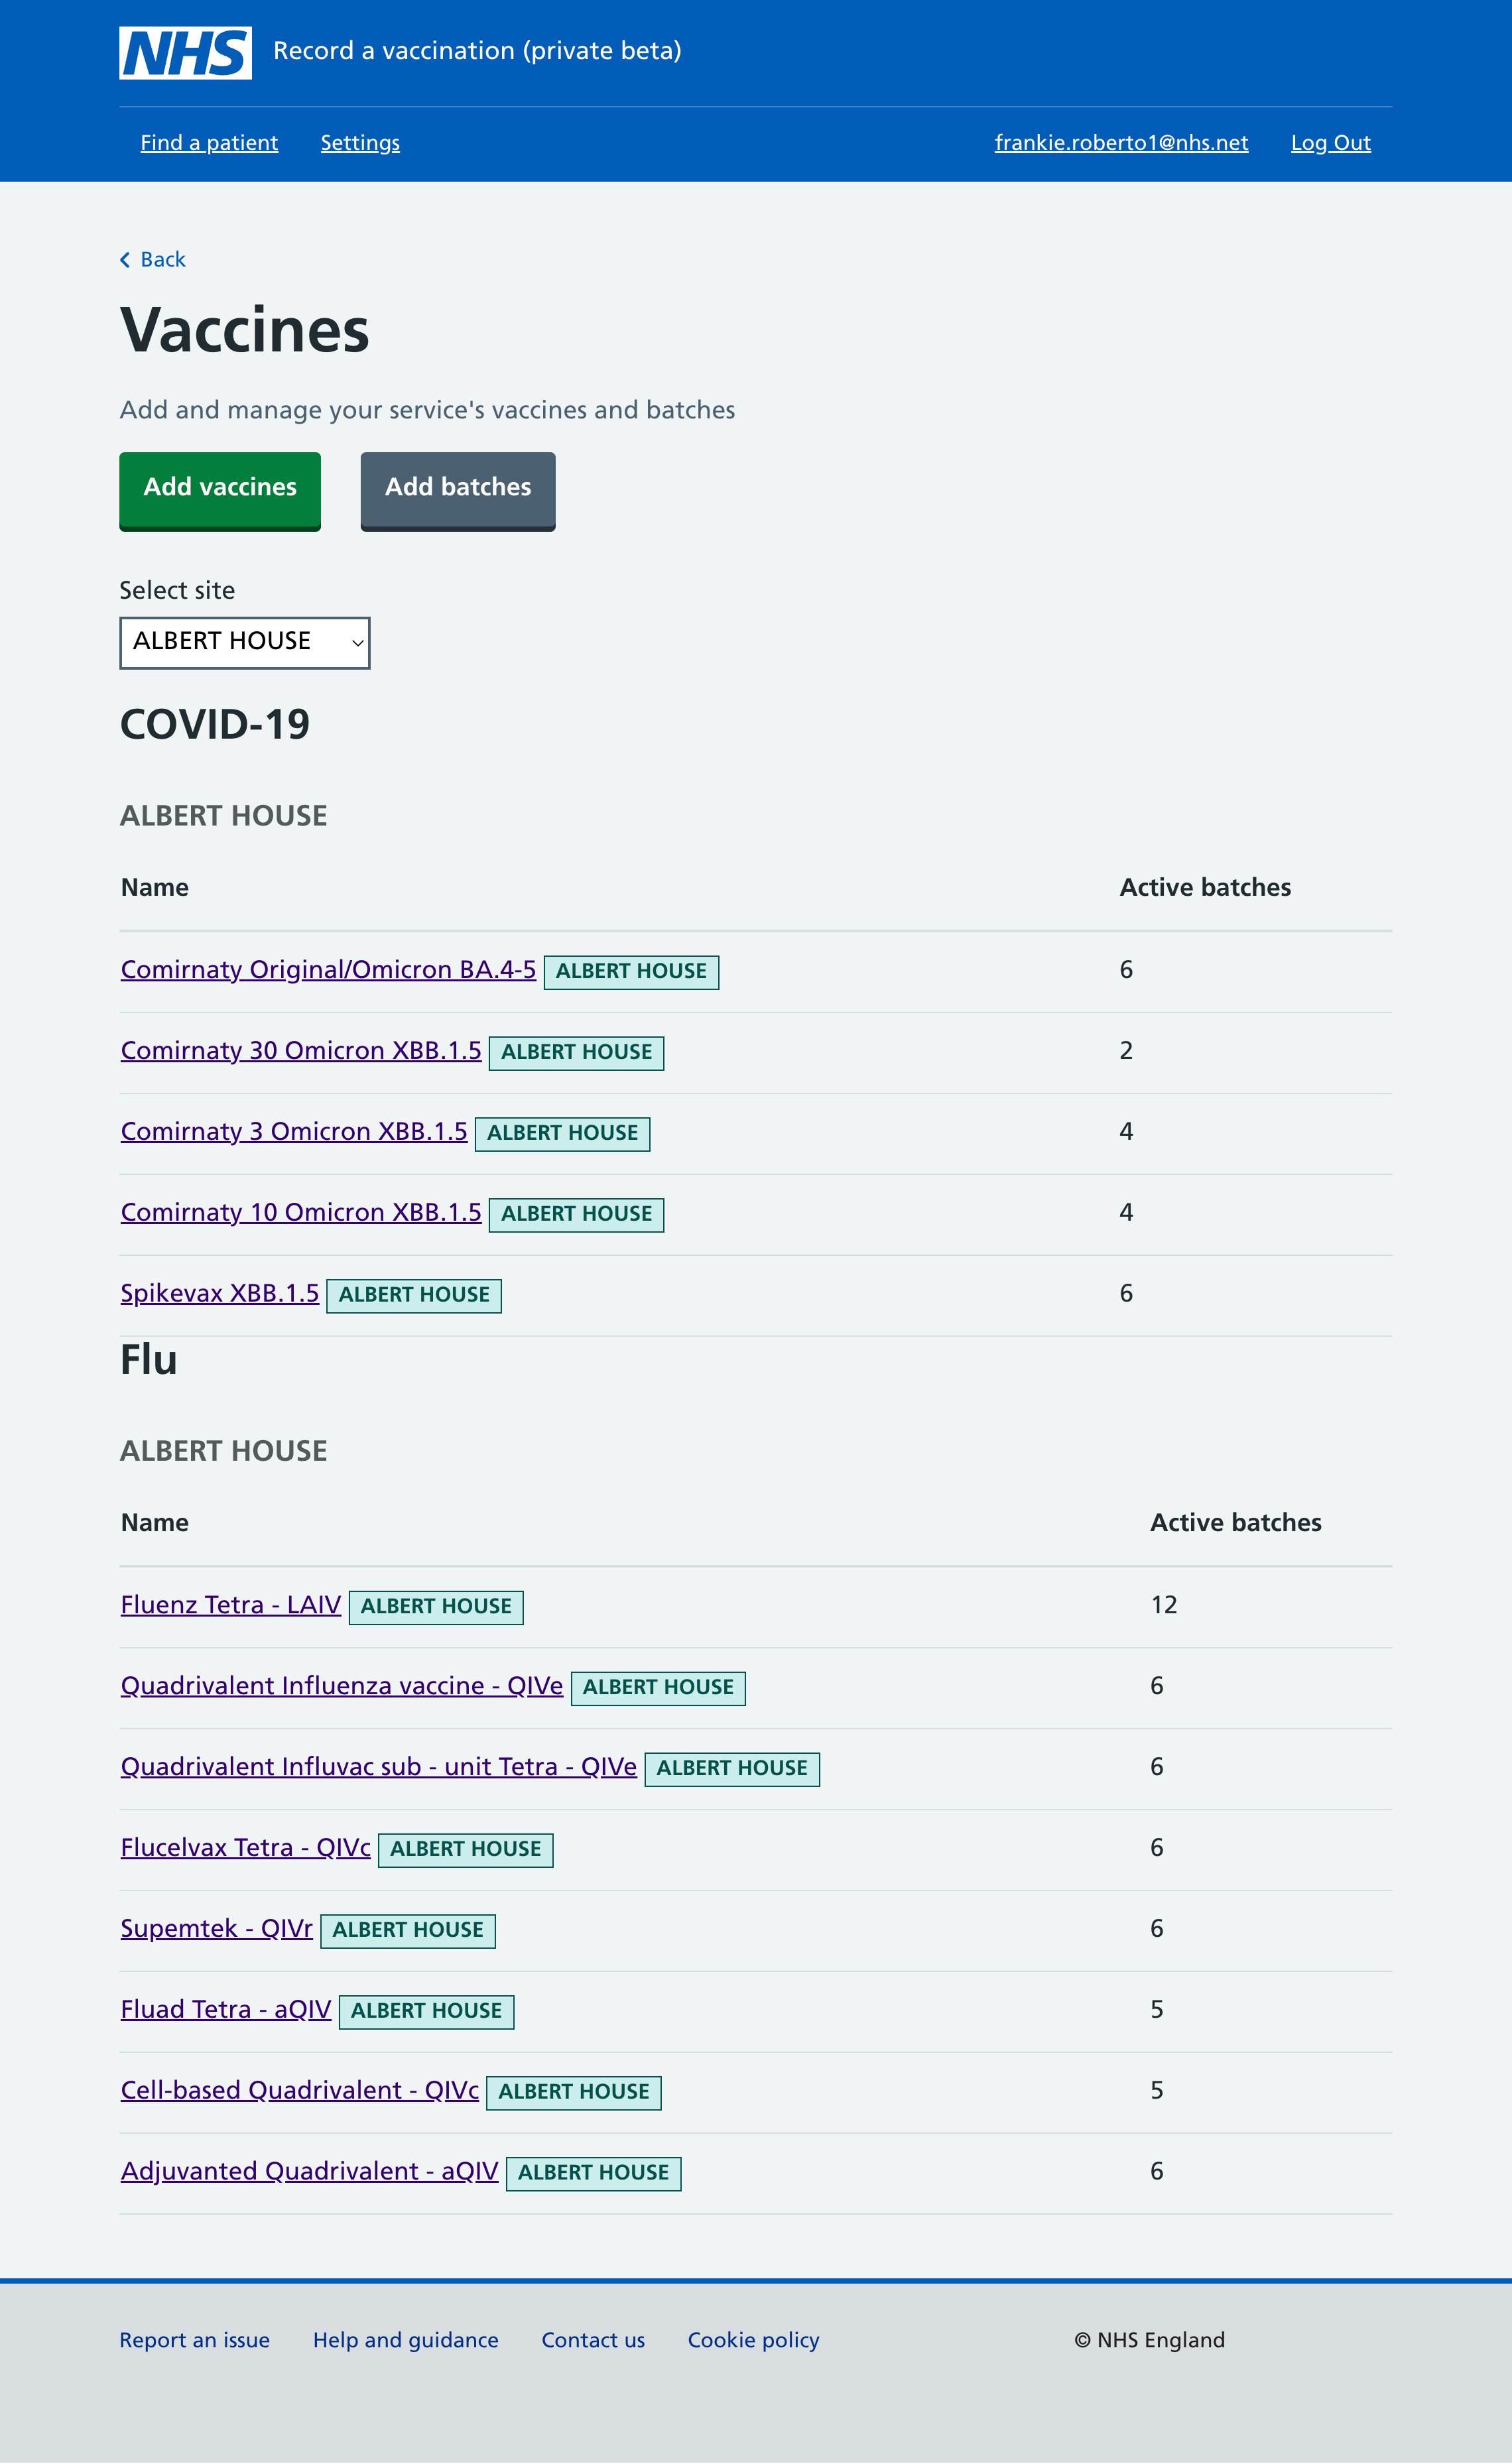 NHS Record a vaccination (private beta)
Find a patient Settings frankie.roberto1@nhs.net Log Out
Back
Vaccines
Add and manage your service's vaccines and batches
Add vaccines Add batches
Select site
ALBERT HOUSE
COVID-19
ALBERT HOUSE
Name Active batches
Comirnaty Original/Omicron BA.4-5 ALBERT HOUSE 6
Comirnaty 30 Omicron XBB.1.5 ALBERT HOUSE 2
Comirnaty 3 Omicron XBB.1.5 ALBERT HOUSE 4
Comirnaty 10 Omicron XBB.1.5 ALBERT HOUSE 4
Spikevax XBB.1.5 ALBERT HOUSE 6
Flu
ALBERT HOUSE
Name Active batches
Fluenz Tetra - LAIV ALBERT HOUSE 12
Quadrivalent Influenza vaccine - QIVe ALBERT HOUSE 6
Quadrivalent Influvac sub - unit Tetra - QIVe ALBERT HOUSE 6
Flucelvax Tetra - QIVc ALBERT HOUSE 6
Supemtek - QIVr ALBERT HOUSE 6
Fluad Tetra - aQIV ALBERT HOUSE 5
Cell-based Quadrivalent - QIVc ALBERT HOUSE 5
Adjuvanted Quadrivalent - aQIV ALBERT HOUSE 6
Report an issue Help and guidance Contact us Cookie policy © NHS England